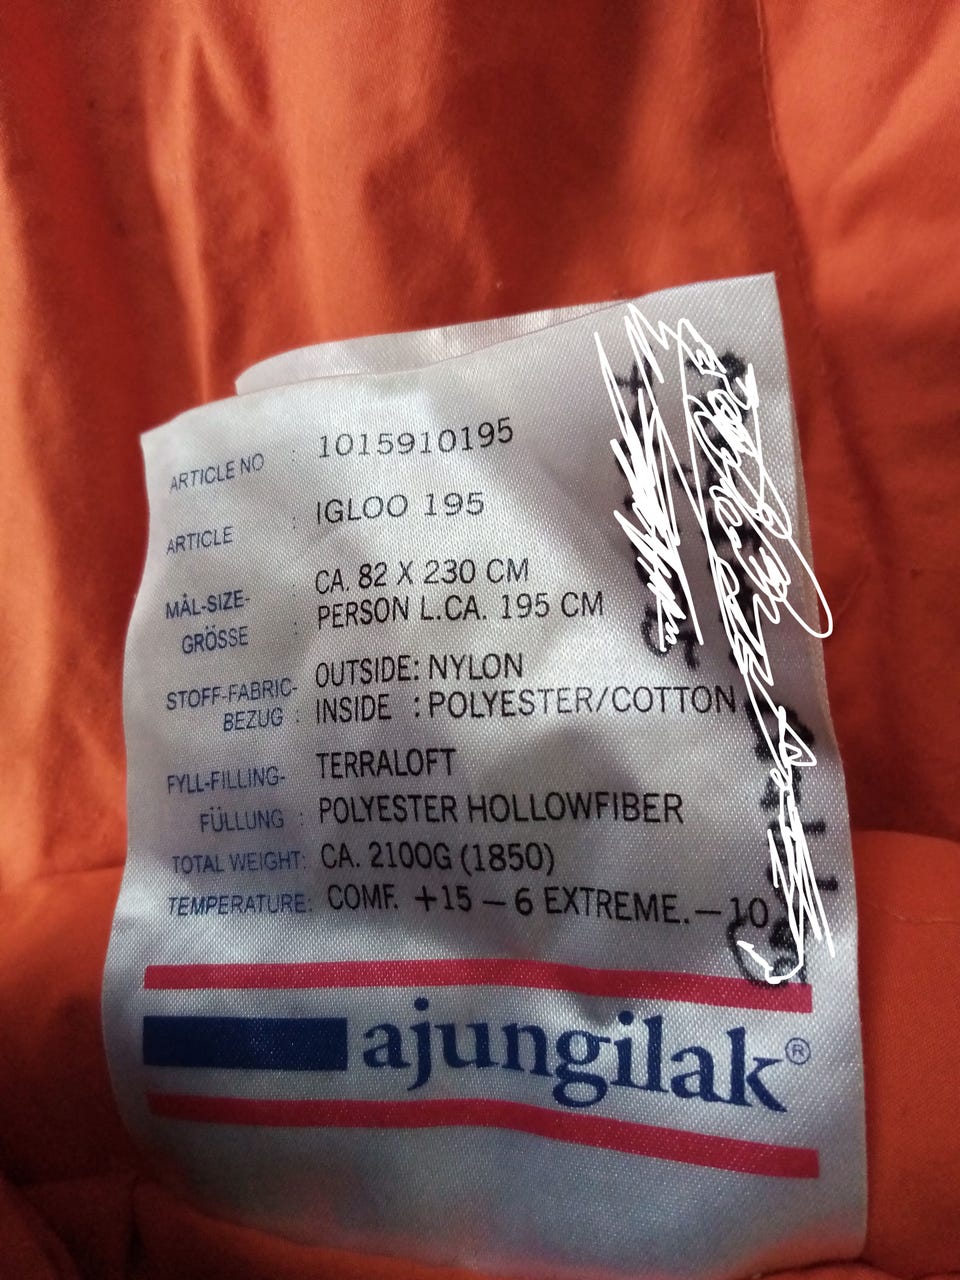 ARTICLE NO : 1015910195
ARTICLE : IGLOO 195
MÅL-SIZE- : CA. 82 X 230 CM
GRÖSSE : PERSON L.CA. 195 CM
STOFF-FABRIC- OUTSIDE: NYLON
BEZUG : INSIDE : POLYESTER/COTTON
FYLL-FILLING- TERRALOFT
FÜLLUNG : POLYESTER HOLLOWFIBER
TOTAL WEIGHT: CA. 2100G (1850)
TEMPERATURE: COMF. +15 – 6 EXTREME. – 10
ajungilak®